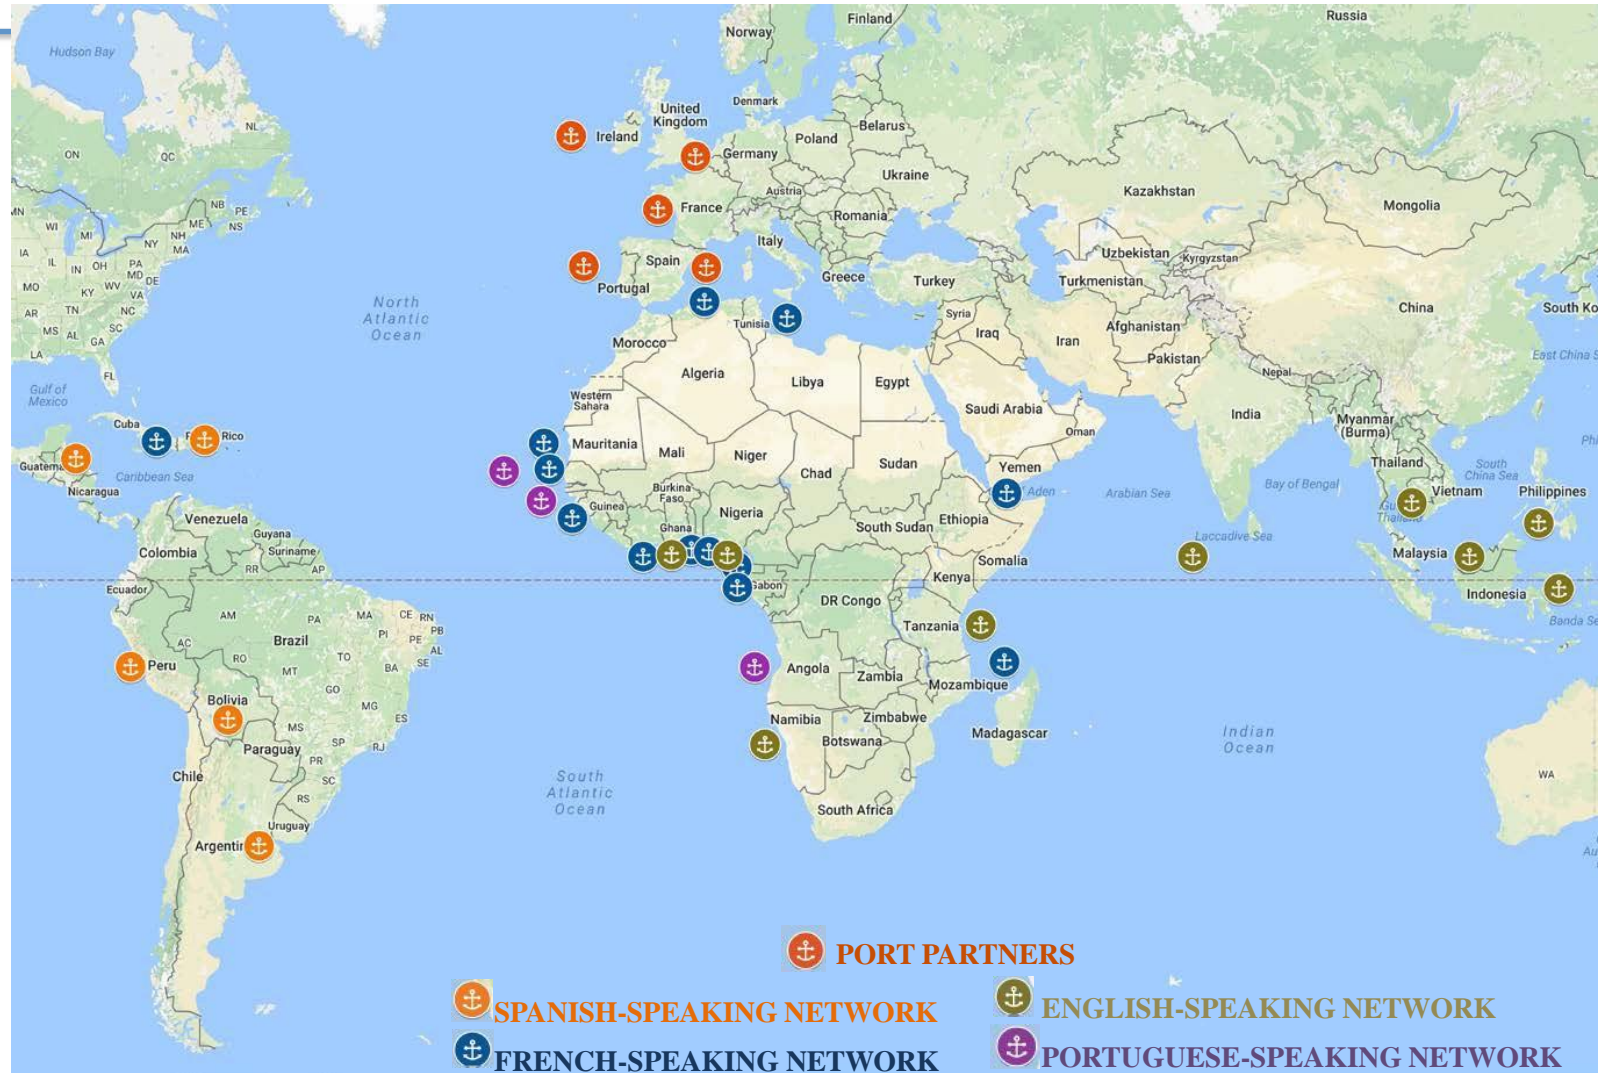 Hudson Bay
Norway
Finland
Russia
Denmark
United
Kingdom
Ireland
NL
Poland
Belarus
Germany
ON
QC
Ukraine
Austria
Kazakhstan
Mongolia
France
Romania
NB
PE
NS
ME
MN
WI
MI
NH
NY
MA
Italy
Uzbekistan
Kyrgyzstan
Spain
Greece
Turkey
Turkmenistan
IA
IL
IN
OH
PA
MD
DE
MO
KY
WV
VA
Portugal
North
Atlantic
Ocean
China
South Ko
AR
TN
NC
Tunisia
Syria
Iraq
Iran
Afghanistan
MS
AL
GA
SC
Morocco
Pakistan
East China S
LA
FL
Algeria
Libya
Egypt
Nepal
Gulf of
Mexico
Western
Sahara
Saudi Arabia
India
Myanmar
(Burma)
Cuba
Rico
Oman
Mauritania
Mali
Niger
Chad
Sudan
Yemen
Thailand
South
China Sea
Phi
Guatem
Caribbean Sea
Nicaragua
Burkina
Faso
Aden
Arabian Sea
Bay of Bengal
Vietnam
Philippines
Guinea
Nigeria
Venezuela
Guyana
Suriname
Ghana
South Sudan
Ethiopia
Laccadive Sea
Colombia
Somalia
Malaysia
RR
AP
Ecuador
Gabon
Kenya
Indonesia
DR Congo
AM
PA
MA
CE
RN
PB
PI
PE
AL
Tanzania
Banda Se
Brazil
AC
RO
TO
BA
SE
Peru
MT
Angola
Zambia
Mozambique
GO
Bolivia
MG
ES
MS
Namibia
Zimbabwe
Botswana
Madagascar
Indian
Ocean
Paraguay
SP
RJ
PR
Chile
SC
South
Atlantic
Ocean
WA
RS
South Africa
Uruguay
Argentin
Au
PORT PARTNERS
SPANISH-SPEAKING NETWORK
ENGLISH-SPEAKING NETWORK
FRENCH-SPEAKING NETWORK
PORTUGUESE-SPEAKING NETWORK